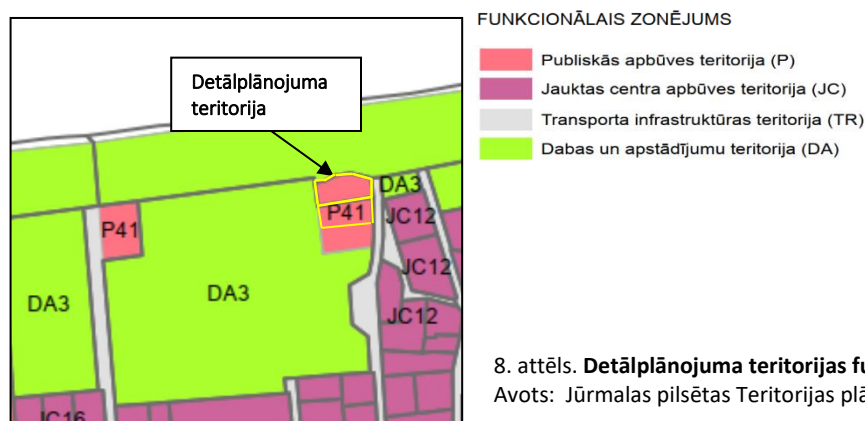 FUNKCIONĀLAIS ZONĒJUMS
Publiskās apbūves teritorija (P)
Jauktas centra apbūves teritorija (JC)
Transporta infrastruktūras teritorija (TR)
Dabas un apstādījumu teritorija (DA)
Detālplānojuma
teritorija
DA3
P41
JC12
P41
JC12
DA3
DA3
JC12
JC16
8. attēls. Detālplānojuma teritorijas fu
Avots: Jūrmalas pilsētas Teritorijas plā